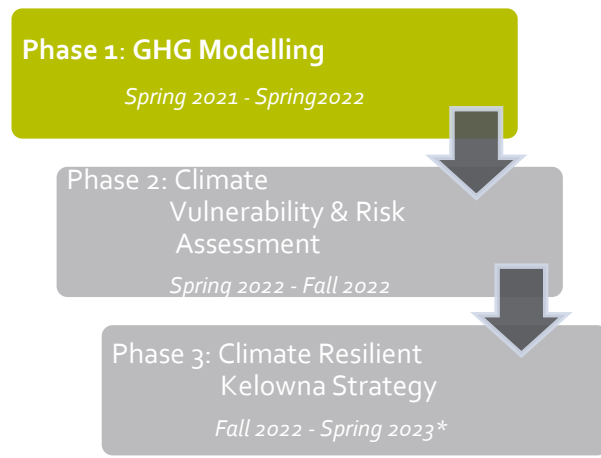 Phase 1: GHG Modelling
Spring 2021 - Spring2022
Phase 2: Climate
Vulnerability & Risk
Assessment
Spring 2022 - Fall 2022
Phase 3: Climate Resilient
Kelowna Strategy
Fall 2022 - Spring 2023*